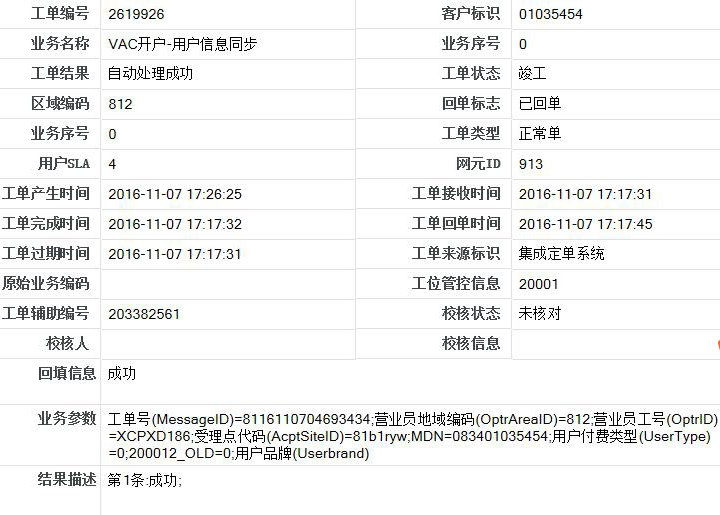 工单编号 2619926 客户标识 01035454
业务名称 VAC开户-用户信息同步 业务序号 0
工单结果 自动处理成功 工单状态 竣工
区域编码 812 回单标志 已回单
业务序号 0 工单类型 正常单
用户SLA 4 网元ID 913
工单产生时间 2016-11-07 17:26:25 工单接收时间 2016-11-07 17:17:31
工单完成时间 2016-11-07 17:17:32 工单回单时间 2016-11-07 17:17:45
工单过期时间 2016-11-07 17:17:31 工单来源标识 集成定单系统
原始业务编码 工位管控信息 20001
工单辅助编号 203382561 校核状态 未核对
校核人 校核信息
回填信息 成功
业务参数 工单号(MessageID)=8116110704693434;营业员地域编码(OptrAreaID)=812;营业员工号(OptrID)
=XCPXD186;受理点代码(AcptSiteID)=81b1ryw;MDN=083401035454;用户付费类型(UserType)
=0;200012_OLD=0;用户品牌(Userbrand)
结果描述 第1条:成功;